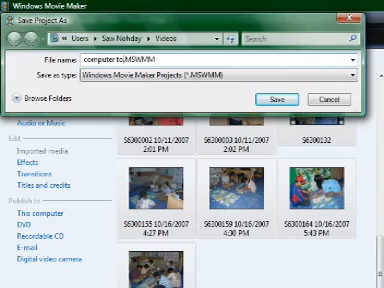 Windows Movie Maker
Save Project As
« Users ▸ Saw Nohday ▸ Videos
Search
File name: computer to.MSWMM
Save as type: Windows Movie Maker Projects (*.MSWMM)
Browse Folders
Save
Cancel
Audio or Music
Edit
Imported media
Effects
Transitions
Titles and credits
Publish to
This computer
DVD
Recordable CD
E-mail
Digital video camera
S6300002 10/11/2007 2:01 PM
S6300003 10/11/2007 2:02 PM
S6300132
S6300155 10/16/2007 4:27 PM
S6300159 10/16/2007 4:30 PM
S6300164 10/16/2007 5:43 PM